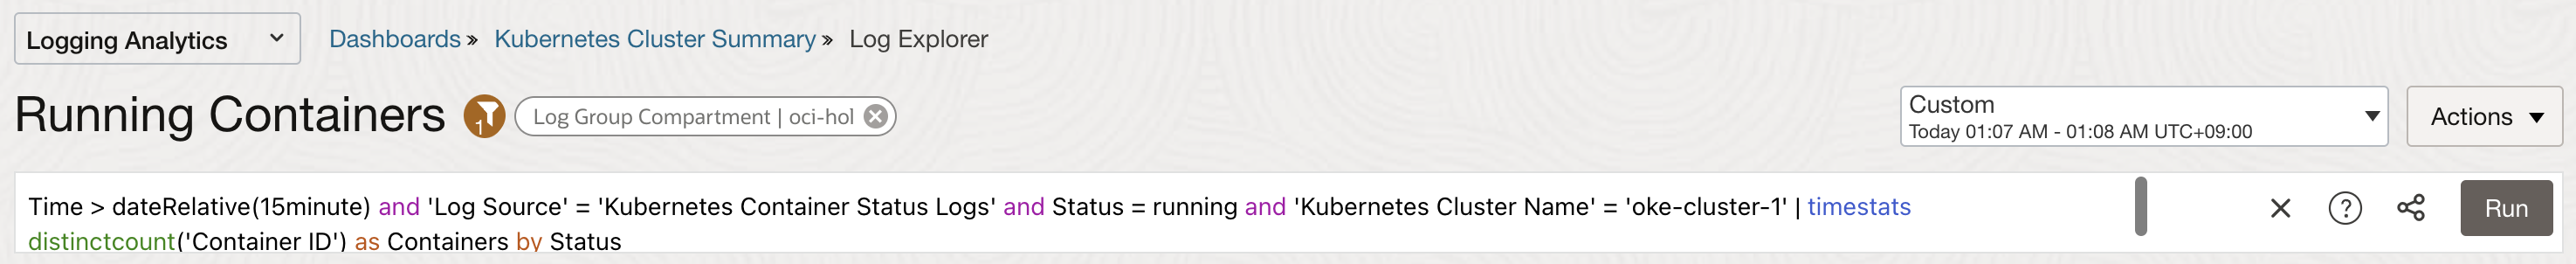 Logging Analytics
Dashboards » Kubernetes Cluster Summary » Log Explorer
Running Containers
1
Log Group Compartment | oci-hol
Custom
Today 01:07 AM - 01:08 AM UTC+09:00
Actions
Time > dateRelative(15minute) and 'Log Source' = 'Kubernetes Container Status Logs' and Status = running and 'Kubernetes Cluster Name' = 'oke-cluster-1' | timestats
distinctcount('Container ID') as Containers by Status
?
Run